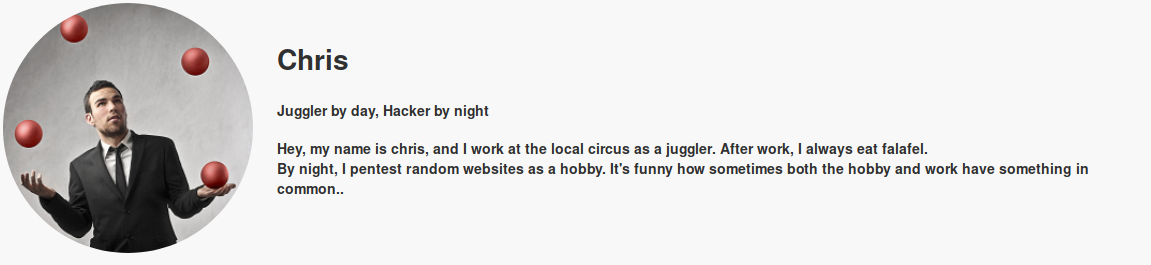 Chris
Juggler by day, Hacker by night
Hey, my name is chris, and I work at the local circus as a juggler. After work, I always eat falafel.
By night, I pentest random websites as a hobby. It's funny how sometimes both the hobby and work have something in
common..